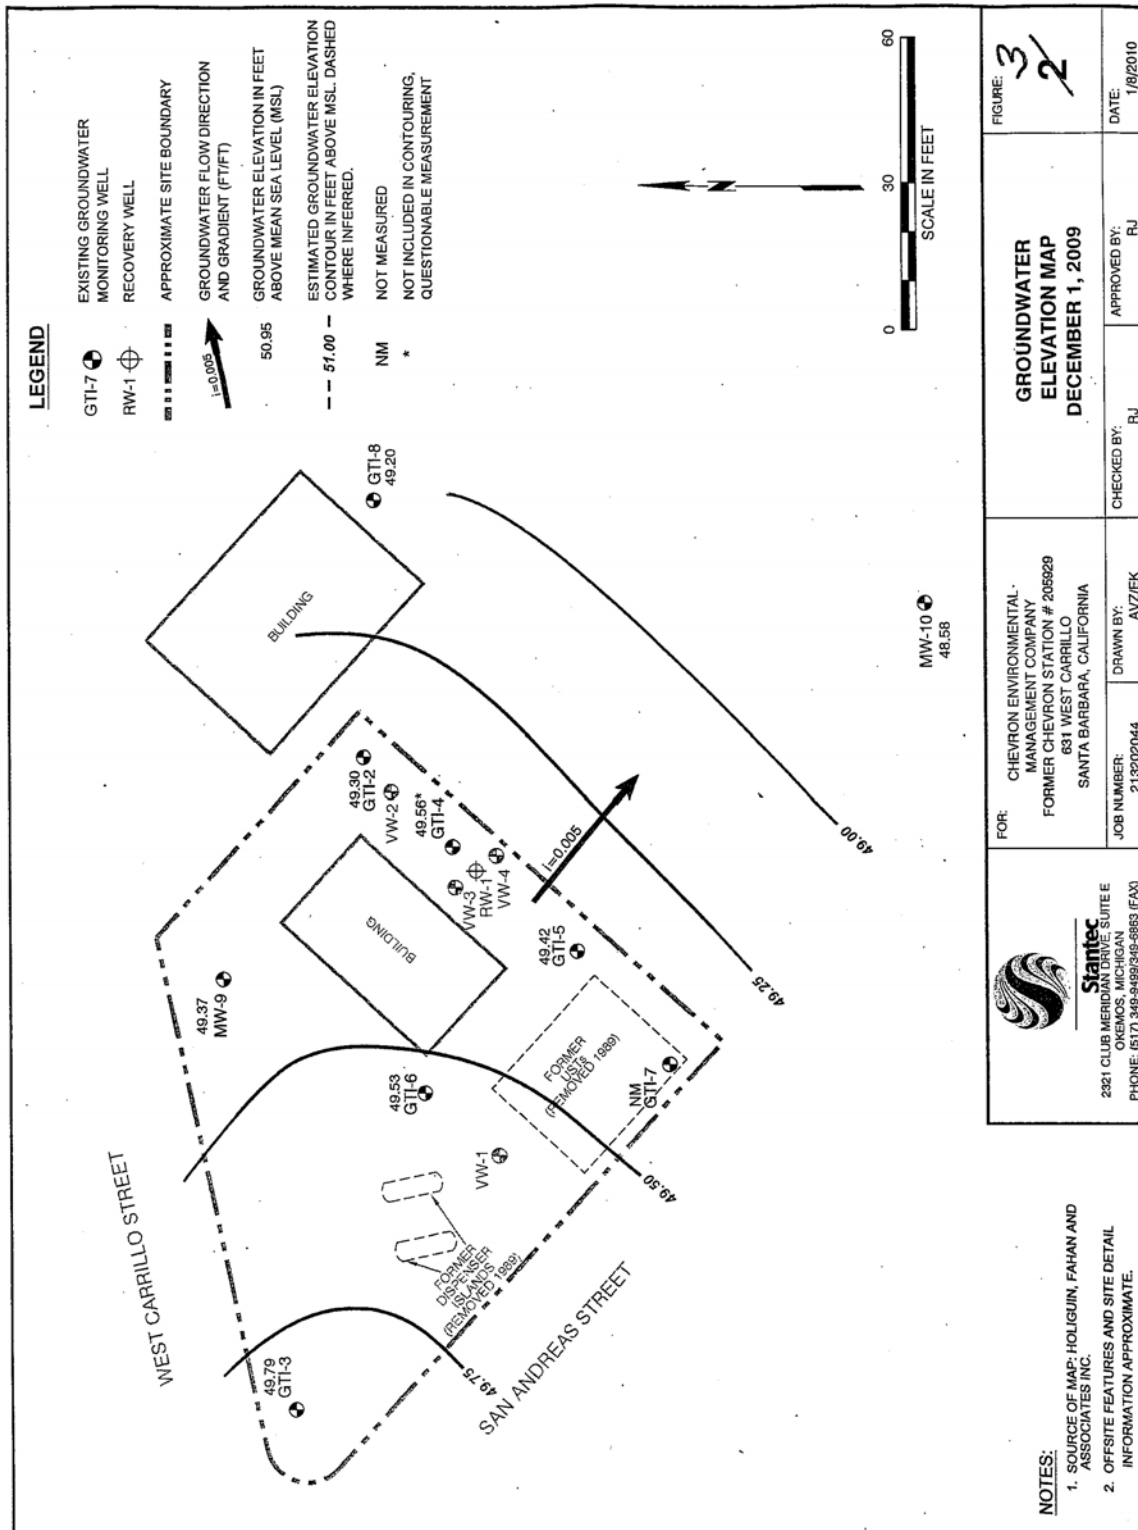 WEST CARRILLO STREET
SAN ANDREAS STREET
49.79
GTI-3
49.37
MW-9
49.53
GTI-6
VW-1
FORMER
DISPENSER
ISLANDS
(REMOVED 1989)
FORMER
USTs
(REMOVED 1989)
NM
GTI-7
49.42
GTI-5
BUILDING
VW-3
RW-1
VW-4
49.56*
GTI-4
VW-2
49.30
GTI-2
i=0.005
BUILDING
GTI-8
49.20
MW-10
48.58
49.75
49.50
49.25
49.00
LEGEND
GTI-7
EXISTING GROUNDWATER
MONITORING WELL
RW-1
RECOVERY WELL
APPROXIMATE SITE BOUNDARY
i=0.005
GROUNDWATER FLOW DIRECTION
AND GRADIENT (FT/FT)
50.95
GROUNDWATER ELEVATION IN FEET
ABOVE MEAN SEA LEVEL (MSL)
51.00
ESTIMATED GROUNDWATER ELEVATION
CONTOUR IN FEET ABOVE MSL. DASHED
WHERE INFERRED.
NM
NOT MEASURED
*
NOT INCLUDED IN CONTOURING,
QUESTIONABLE MEASUREMENT
N
0 30 60
SCALE IN FEET
NOTES:
1. SOURCE OF MAP: HOLIGUIN, FAHAN AND
ASSOCIATES INC.
2. OFFSITE FEATURES AND SITE DETAIL
INFORMATION APPROXIMATE.
Stantec
2321 CLUB MERIDIAN DRIVE, SUITE E
OKEMOS, MICHIGAN
PHONE: (517) 349-9499/349-6863 (FAX)
FOR:
CHEVRON ENVIRONMENTAL
MANAGEMENT COMPANY
FORMER CHEVRON STATION # 205929
631 WEST CARRILLO
SANTA BARBARA, CALIFORNIA
JOB NUMBER:
213202044
DRAWN BY:
AVZ/EK
GROUNDWATER
ELEVATION MAP
DECEMBER 1, 2009
CHECKED BY:
RJ
APPROVED BY:
RJ
FIGURE:
3
2
DATE:
1/8/2010